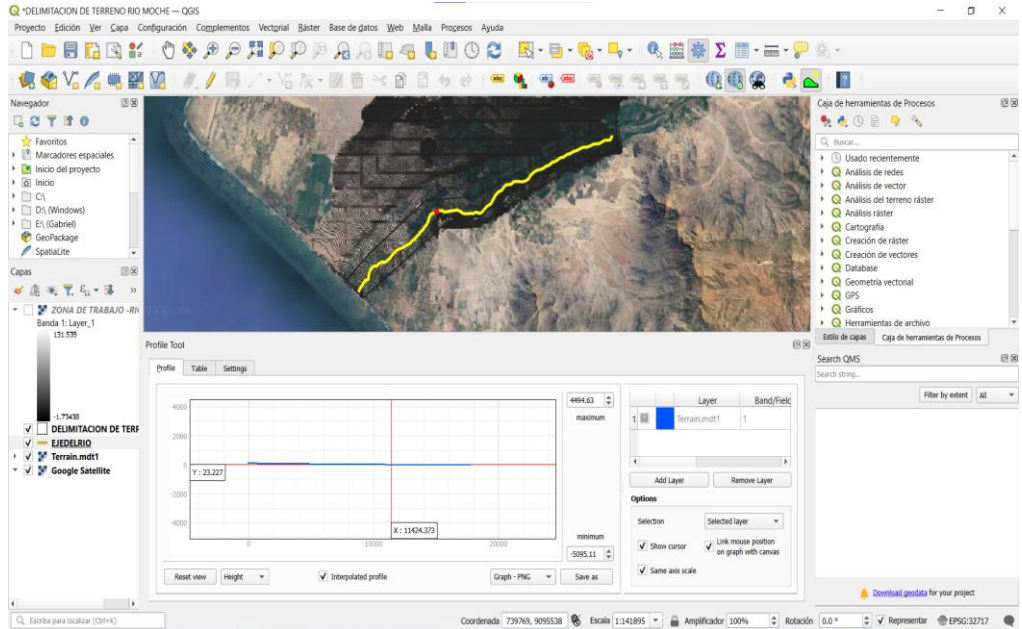 *DELIMITACION DE TERRENO RIO MOCHE — QGIS
Proyecto Edición Ver Capa Configuración Complementos Vectorial Ráster Base de datos Web Malla Procesos Ayuda
Navegador
Favoritos
Marcadores espaciales
Inicio del proyecto
Inicio
C:\
D:\ (Windows)
E:\ (Gabriel)
GeoPackage
SpatiaLite
Capas
ZONA DE TRABAJO -RI
Banda 1: Layer_1
131.539
-1.73438
DELIMITACION DE TERR
EJEDELRIO
Terrain.mdt1
Google Satellite
Profile Tool
Profile Table Settings
4000
2000
0
-2000
-4000
Y : 23.227
X : 11424.373
0 10000 20000
4494.63
maximum
minimum
-5095.11
Reset view Height Interpolated profile Graph - PNG Save as
Layer Band/Field
1 Terrain.mdt1 1
Add Layer Remove Layer
Options
Selection Selected layer
Show cursor Link mouse position on graph with canvas
Same axis scale
Caja de herramientas de Procesos
Buscar...
Usado recientemente
Análisis de redes
Análisis de vector
Análisis del terreno ráster
Análisis ráster
Cartografía
Creación de ráster
Creación de vectores
Database
Geometría vectorial
GPS
Gráficos
Herramientas de archivo
Estilo de capas Caja de herramientas de Procesos
Search QMS
Search string...
Filter by extent All
Download geodata for your project
Escriba para localizar (Ctrl+K) Coordenada 739769, 9095538 Escala 1:141895 Amplificador 100% Rotación 0.0 ° Representar EPSG:32717